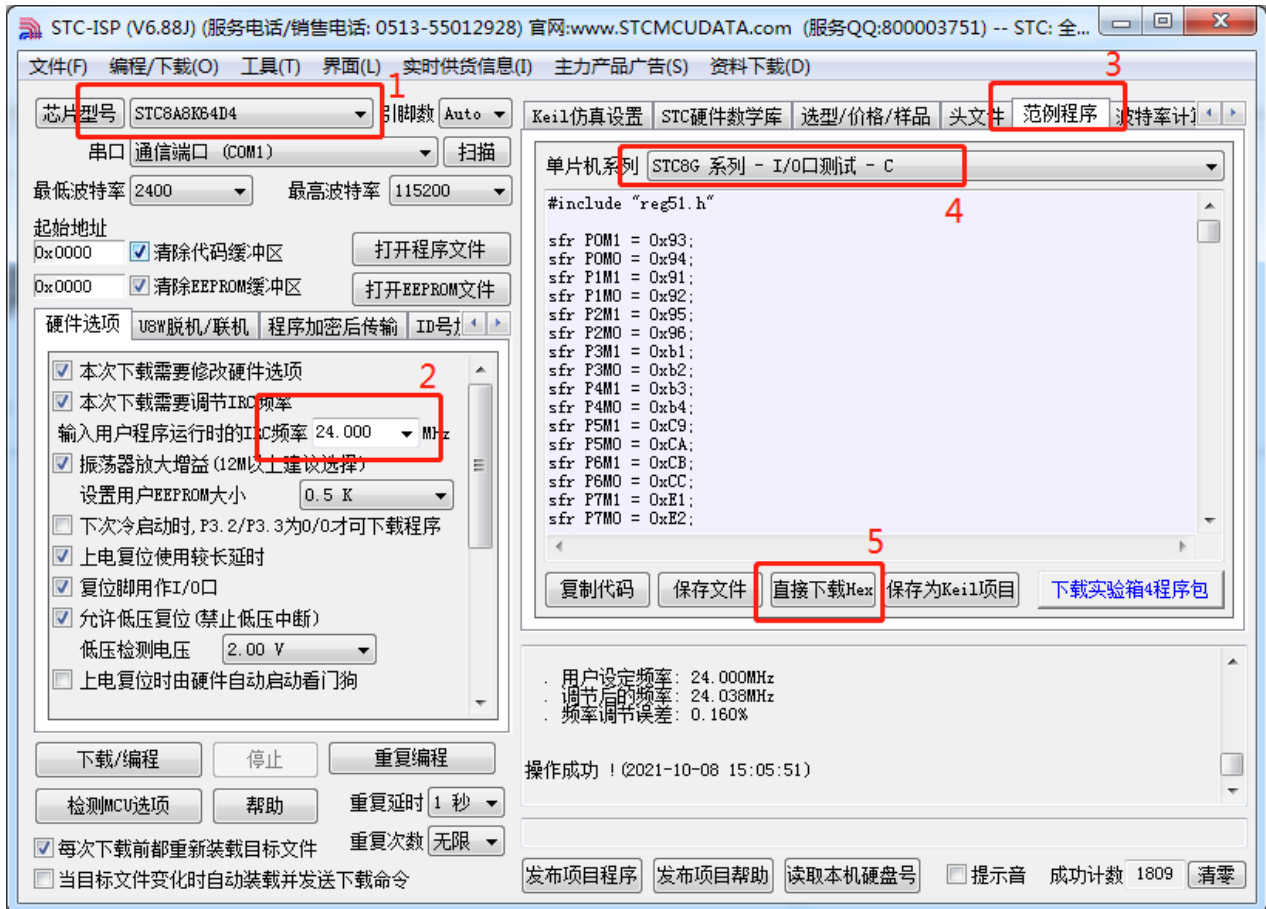 STC-ISP (V6.88J) (服务电话/销售电话: 0513-55012928) 官网:www.STCMCUDATA.com (服务QQ:800003751) -- STC: 全...
文件(F) 编程/下载(O) 工具(T) 界面(L) 实时供货信息(I) 主力产品广告(S) 资料下载(D)
1
3
芯片型号 STC8A8K64D4 引脚数 Auto
串口 通信端口 (COM1) 扫描
最低波特率 2400 最高波特率 115200
起始地址
0x0000 清除代码缓冲区 打开程序文件
0x0000 清除EEPROM缓冲区 打开EEPROM文件
硬件选项 U8W脱机/联机 程序加密后传输 ID号
本次下载需要修改硬件选项
2
本次下载需要调节IRC频率
输入用户程序运行时的IRC频率 24.000 MHz
振荡器放大增益(12M以上建议选择)
设置用户EEPROM大小 0.5 K
下次冷启动时,P3.2/P3.3为0/0才可下载程序
上电复位使用较长延时
复位脚用作I/O口
允许低压复位(禁止低压中断)
低压检测电压 2.00 V
上电复位时由硬件自动启动看门狗
下载/编程 停止 重复编程
检测MCU选项 帮助 重复延时 1 秒
每次下载前都重新装载目标文件 重复次数 无限
当目标文件变化时自动装载并发送下载命令
Keil仿真设置 STC硬件数学库 选型/价格/样品 头文件 范例程序 波特率计
单片机系列 STC8G 系列 - I/O口测试 - C
4
#include "reg51.h"
sfr P0M1 = 0x93;
sfr P0M0 = 0x94;
sfr P1M1 = 0x91;
sfr P1M0 = 0x92;
sfr P2M1 = 0x95;
sfr P2M0 = 0x96;
sfr P3M1 = 0xb1;
sfr P3M0 = 0xb2;
sfr P4M1 = 0xb3;
sfr P4M0 = 0xb4;
sfr P5M1 = 0xC9;
sfr P5M0 = 0xCA;
sfr P6M1 = 0xCB;
sfr P6M0 = 0xCC;
sfr P7M1 = 0xE1;
sfr P7M0 = 0xE2;
5
复制代码 保存文件 直接下载Hex 保存为Keil项目 下载实验箱4程序包
. 用户设定频率: 24.000MHz
. 调节后的频率: 24.038MHz
. 频率调节误差: 0.160%
操作成功 !(2021-10-08 15:05:51)
发布项目程序 发布项目帮助 读取本机硬盘号 提示音 成功计数 1809 清零